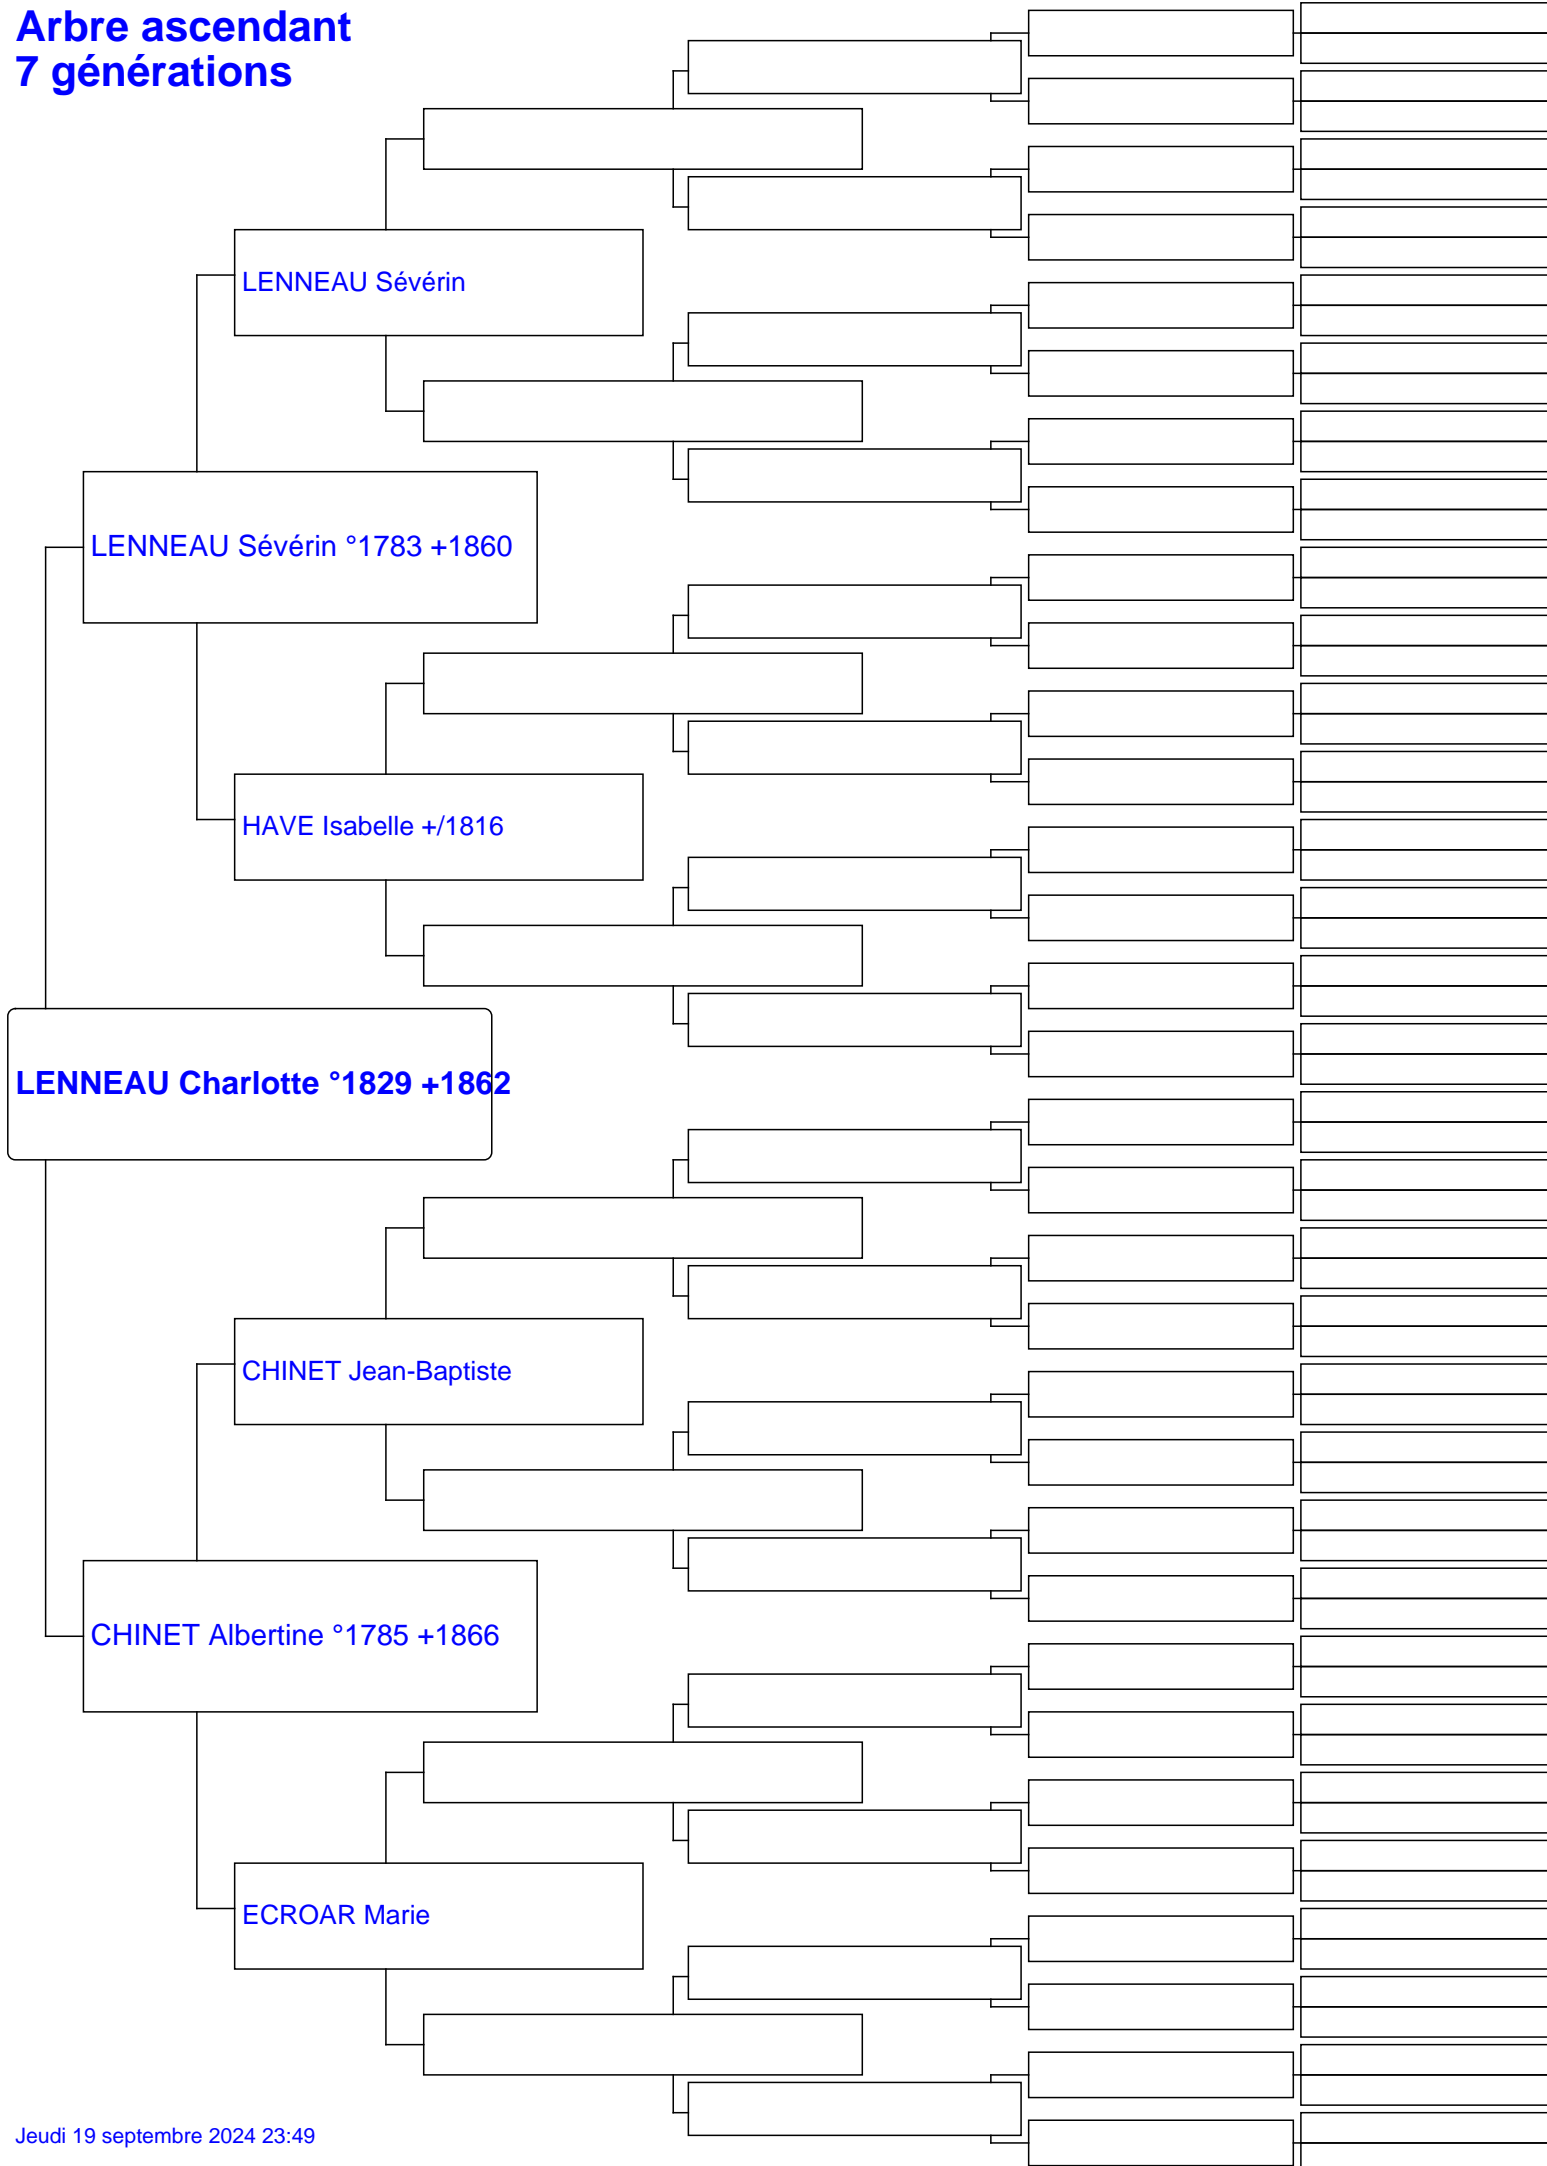 Arbre ascendant
7 générations
LENNEAU Sévérin
LENNEAU Sévérin °1783 +1860
HAVE Isabelle +/1816
LENNEAU Charlotte °1829 +1862
CHINET Jean-Baptiste
CHINET Albertine °1785 +1866
ECROAR Marie
Jeudi 19 septembre 2024 23:49